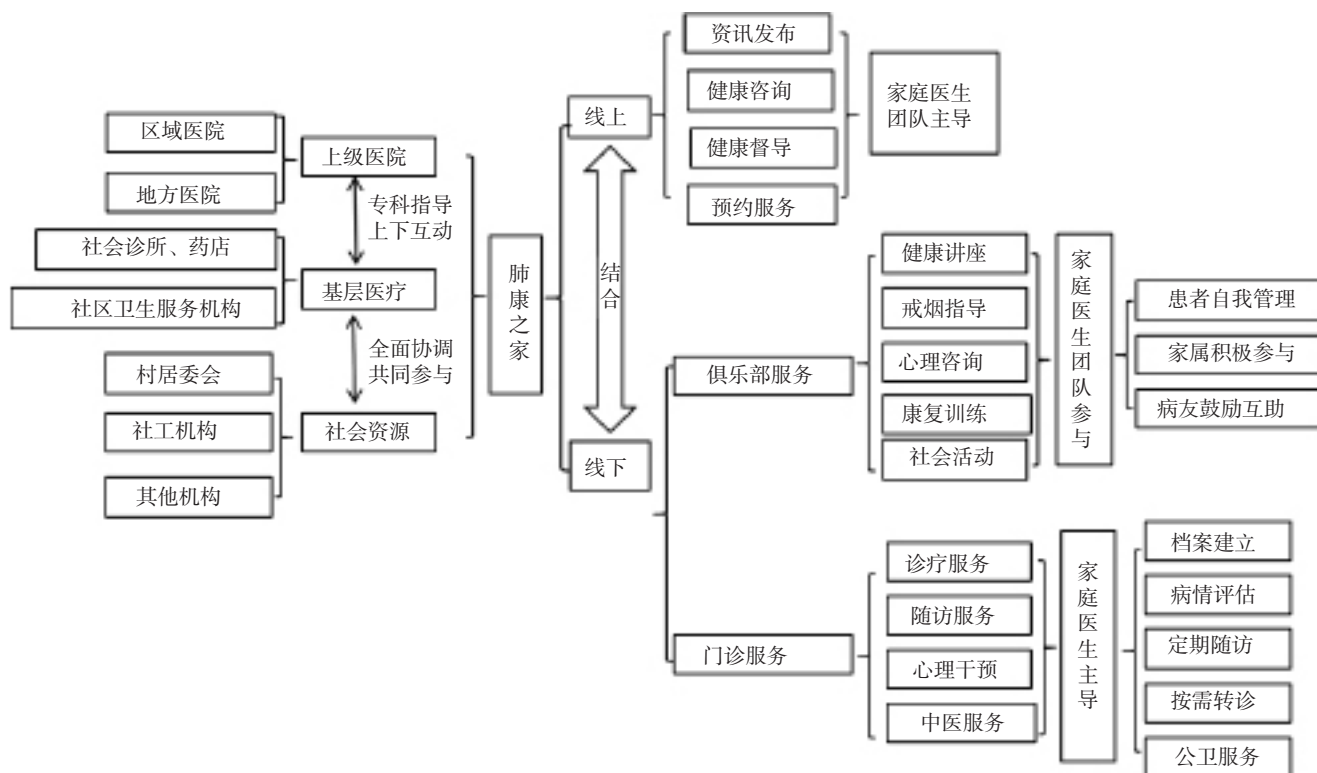 区域医院
地方医院
上级医院
专科指导
上下互动
社会诊所、药店
社区卫生服务机构
基层医疗
全面协调
共同参与
村居委会
社工机构
其他机构
社会资源
肺康之家
线上
结合
线下
资讯发布
健康咨询
健康督导
预约服务
家庭医生
团队主导
俱乐部服务
健康讲座
戒烟指导
心理咨询
康复训练
社会活动
家庭医生团队参与
患者自我管理
家属积极参与
病友鼓励互助
门诊服务
诊疗服务
随访服务
心理干预
中医服务
家庭医生主导
档案建立
病情评估
定期随访
按需转诊
公卫服务